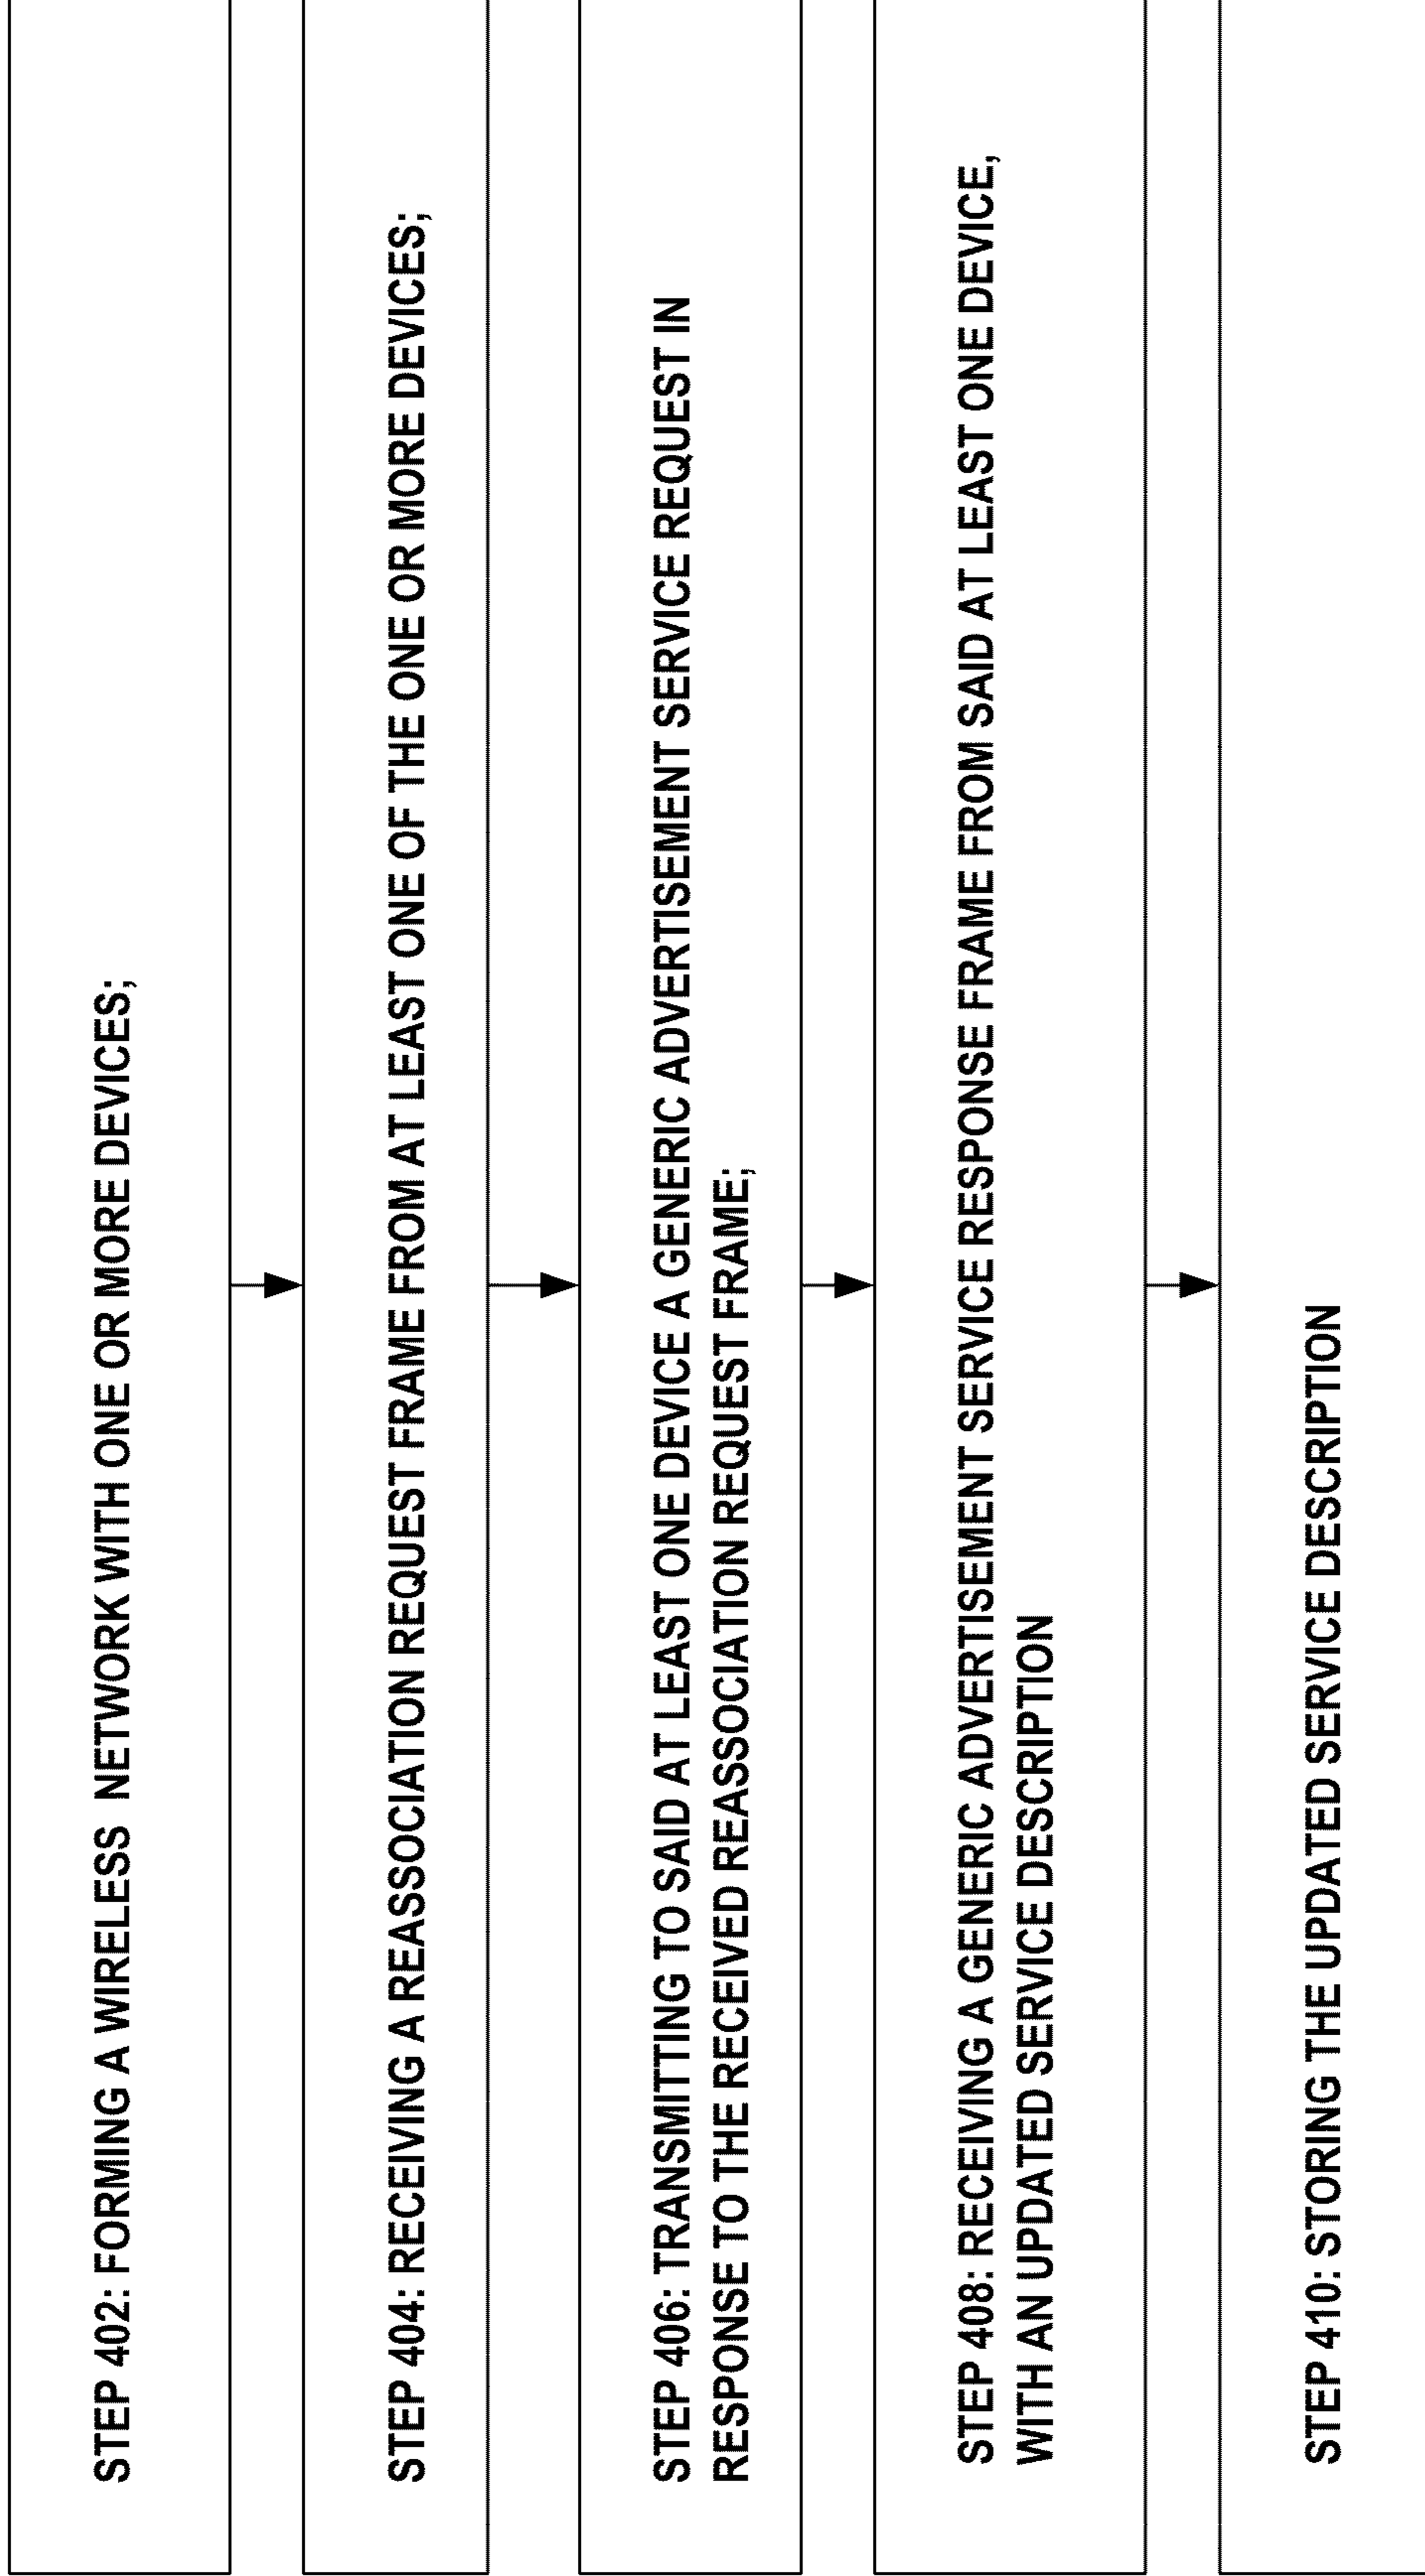 STEP 402: FORMING A WIRELESS NETWORK WITH ONE OR MORE DEVICES;
STEP 404: RECEIVING A REASSOCIATION REQUEST FRAME FROM AT LEAST ONE OF THE ONE OR MORE DEVICES;
STEP 406: TRANSMITTING TO SAID AT LEAST ONE DEVICE A GENERIC ADVERTISEMENT SERVICE REQUEST IN
RESPONSE TO THE RECEIVED REASSOCIATION REQUEST FRAME;
STEP 408: RECEIVING A GENERIC ADVERTISEMENT SERVICE RESPONSE FRAME FROM SAID AT LEAST ONE DEVICE,
WITH AN UPDATED SERVICE DESCRIPTION
STEP 410: STORING THE UPDATED SERVICE DESCRIPTION